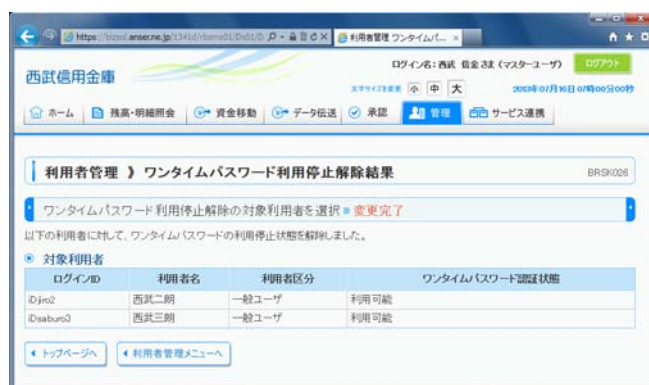 利用者管理 ワンタイムパ...
西武信用金庫
ログイン名：西武 信金さま (マスターユーザ)
ログアウト
文字サイズ変更 小 中 大
2013年07月16日 07時00分00秒
ホーム 残高・明細照会 資金移動 データ伝送 承認 管理 サービス連携
利用者管理 》 ワンタイムパスワード利用停止解除結果
BRSK026
ワンタイムパスワード利用停止解除の対象利用者を選択 変更完了
以下の利用者に対して、ワンタイムパスワードの利用停止状態を解除しました。
対象利用者
ログインID 利用者名 利用者区分 ワンタイムパスワード認証状態
iDjiro2 西武二朗 一般ユーザ 利用可能
iDsaburo3 西武三朗 一般ユーザ 利用可能
トップページへ 利用者管理メニューへ